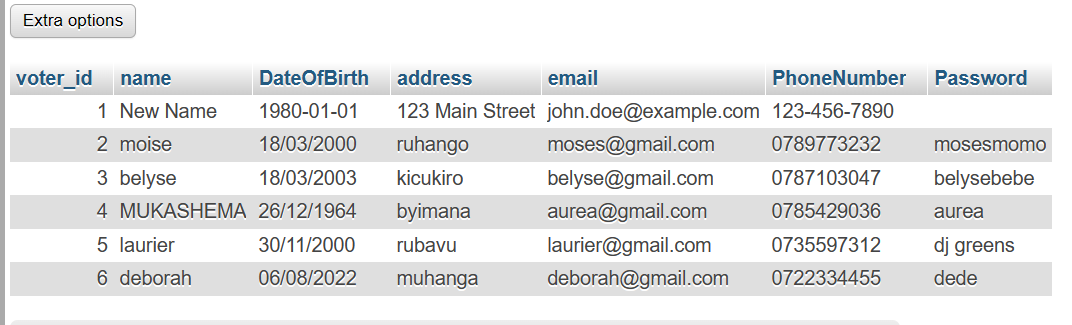 Extra options
voter_id name DateOfBirth address email PhoneNumber Password
1 New Name 1980-01-01 123 Main Street john.doe@example.com 123-456-7890
2 moise 18/03/2000 ruhango moses@gmail.com 0789773232 mosesmomo
3 belyse 18/03/2003 kicukiro belyse@gmail.com 0787103047 belysebebe
4 MUKASHEMA 26/12/1964 byimana aurea@gmail.com 0785429036 aurea
5 laurier 30/11/2000 rubavu laurier@gmail.com 0735597312 dj greens
6 deborah 06/08/2022 muhanga deborah@gmail.com 0722334455 dede